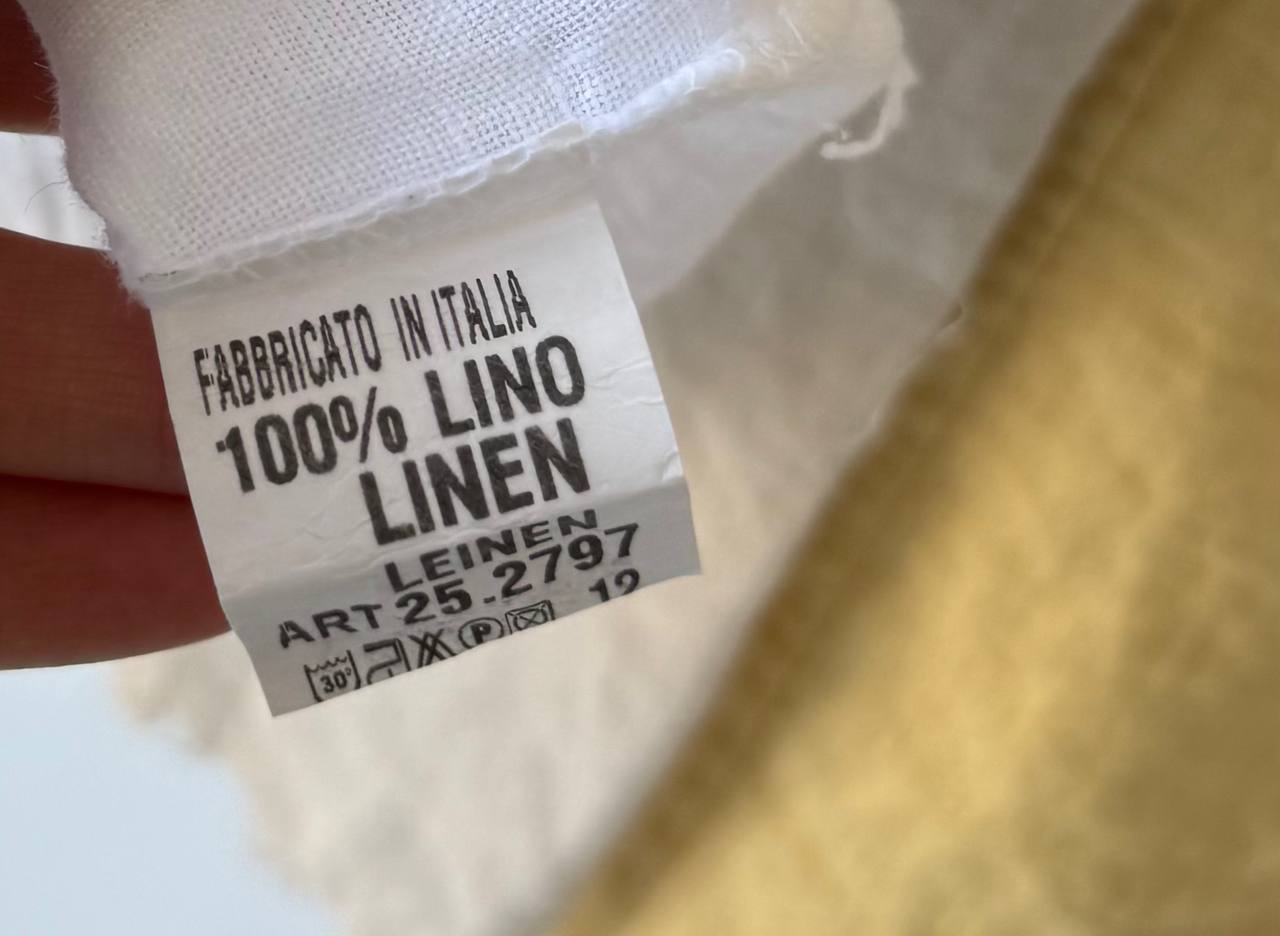 FABBRICATO IN ITALIA
100% LINO
LINEN
LEINEN
ART 25.2797
12
30° P